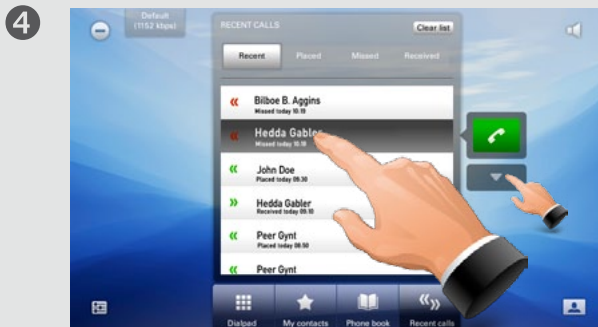 4
Default
(1152 kbps)
RECENT CALLS
Clear list
Recent Placed Missed Received
Bilboe B. Aggins
Missed today 10:19
Hedda Gabler
Missed today 10:18
John Doe
Placed today 09:30
Hedda Gabler
Received today 09:10
Peer Gynt
Placed today 08:50
Peer Gynt
Dialpad My contacts Phone book Recent calls